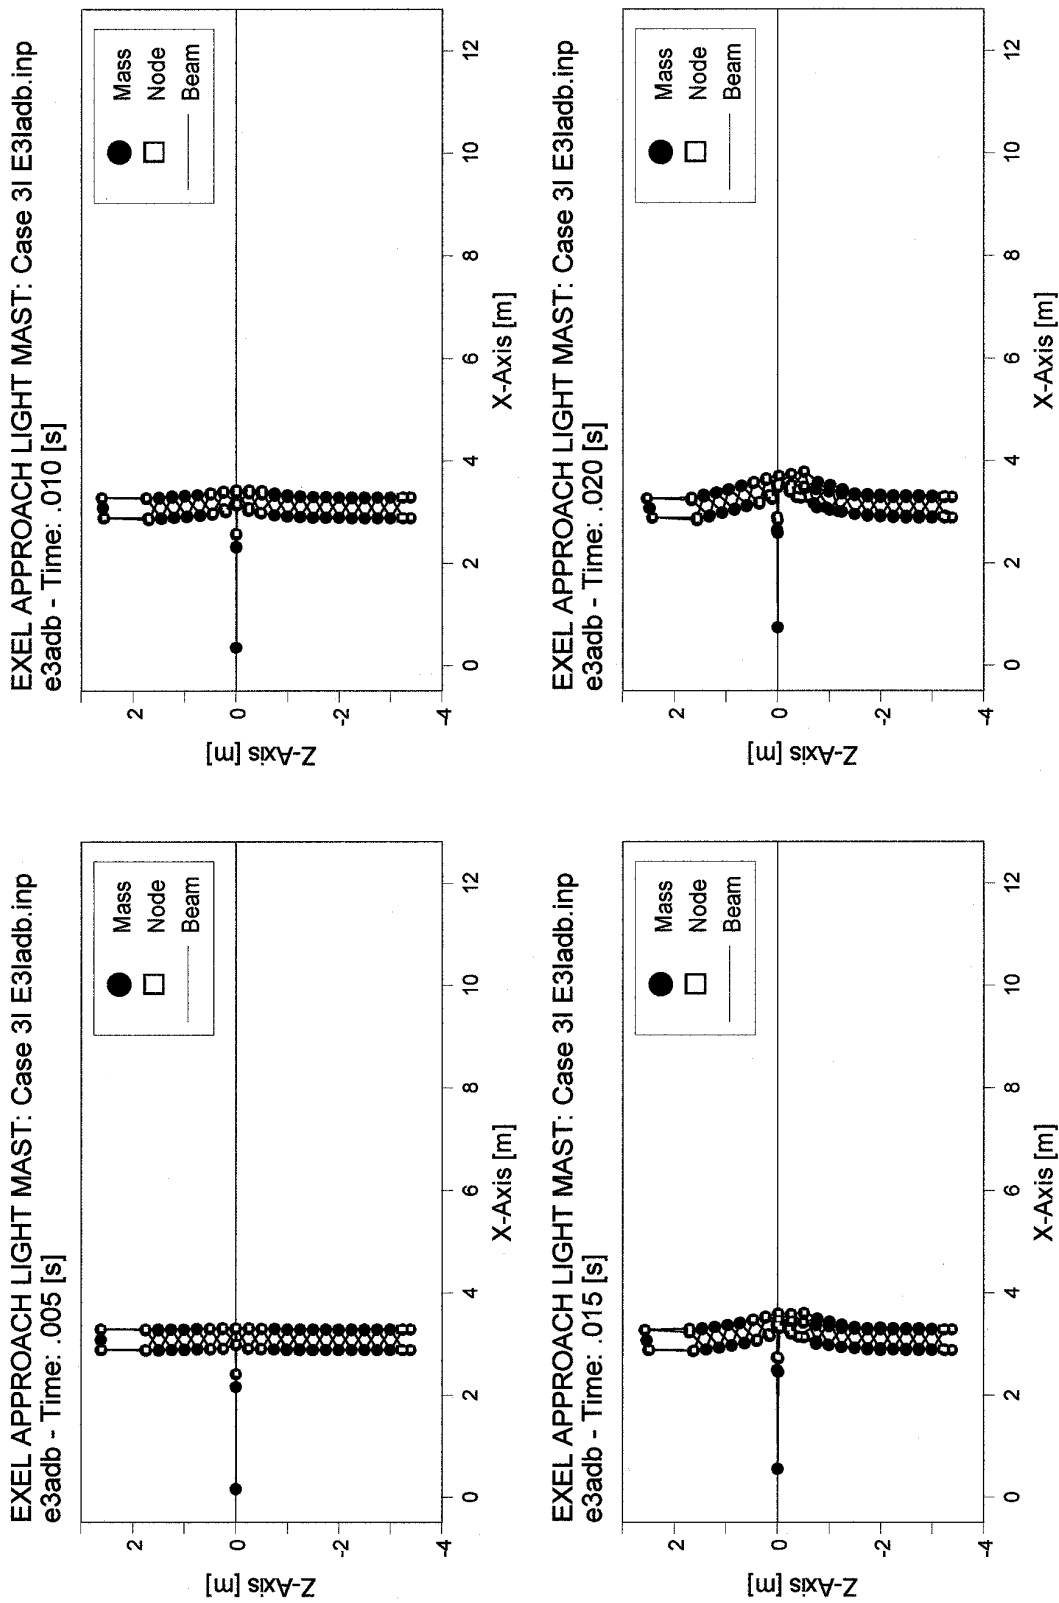 EXEL APPROACH LIGHT MAST: Case 3I E3Iadb.inp
e3adb - Time: .005 [s]
Mass
Node
Beam
Z-Axis [m]
2
0
-2
-4
0 2 4 6 8 10 12
X-Axis [m]
EXEL APPROACH LIGHT MAST: Case 3I E3Iadb.inp
e3adb - Time: .010 [s]
Mass
Node
Beam
Z-Axis [m]
2
0
-2
-4
0 2 4 6 8 10 12
X-Axis [m]
EXEL APPROACH LIGHT MAST: Case 3I E3Iadb.inp
e3adb - Time: .015 [s]
Mass
Node
Beam
Z-Axis [m]
2
0
-2
-4
0 2 4 6 8 10 12
X-Axis [m]
EXEL APPROACH LIGHT MAST: Case 3I E3Iadb.inp
e3adb - Time: .020 [s]
Mass
Node
Beam
Z-Axis [m]
2
0
-2
-4
0 2 4 6 8 10 12
X-Axis [m]